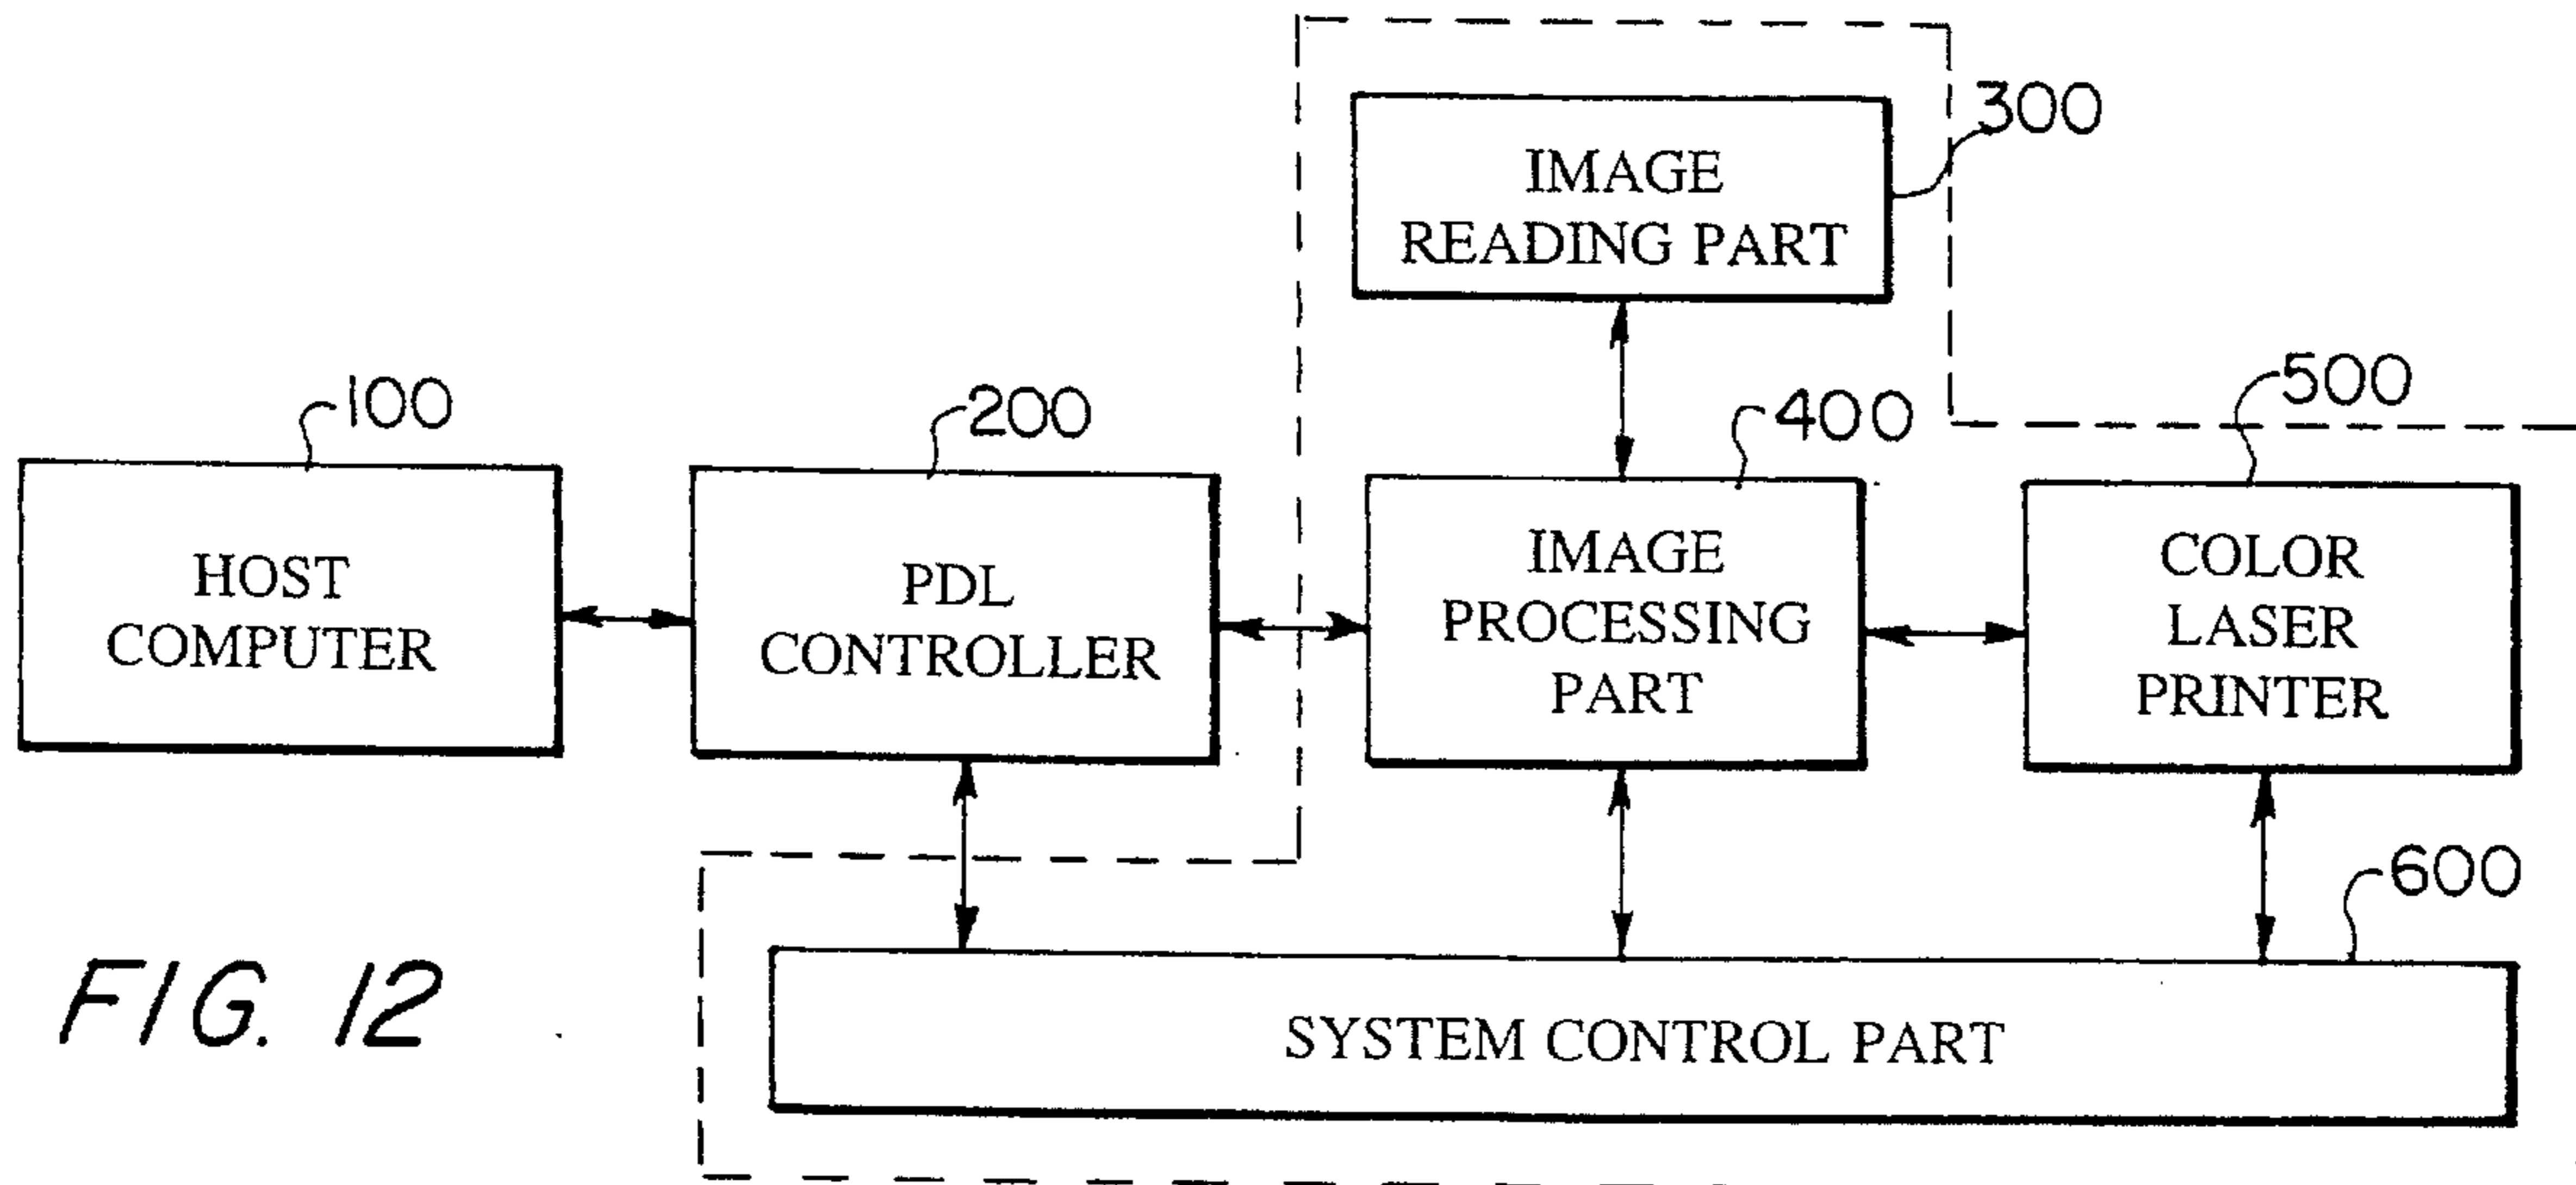 300
IMAGE
READING PART
100
200
400
500
HOST
COMPUTER
PDL
CONTROLLER
IMAGE
PROCESSING
PART
COLOR
LASER
PRINTER
600
SYSTEM CONTROL PART
FIG. 12